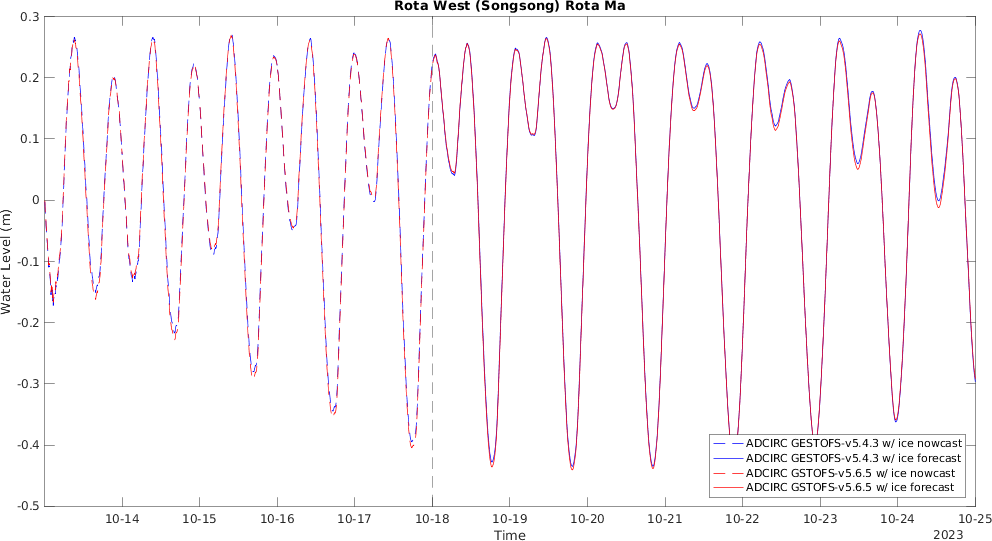 Rota West (Songsong) Rota Ma
0.3
0.2
0.1
0
-0.1
-0.2
-0.3
-0.4
-0.5
Water Level (m)
ADCIRC GESTOFS-v5.4.3 w/ ice nowcast
ADCIRC GESTOFS-v5.4.3 w/ ice forecast
ADCIRC GSTOFS-v5.6.5 w/ ice nowcast
ADCIRC GSTOFS-v5.6.5 w/ ice forecast
10-14 10-15 10-16 10-17 10-18 10-19 10-20 10-21 10-22 10-23 10-24 10-25
Time
2023